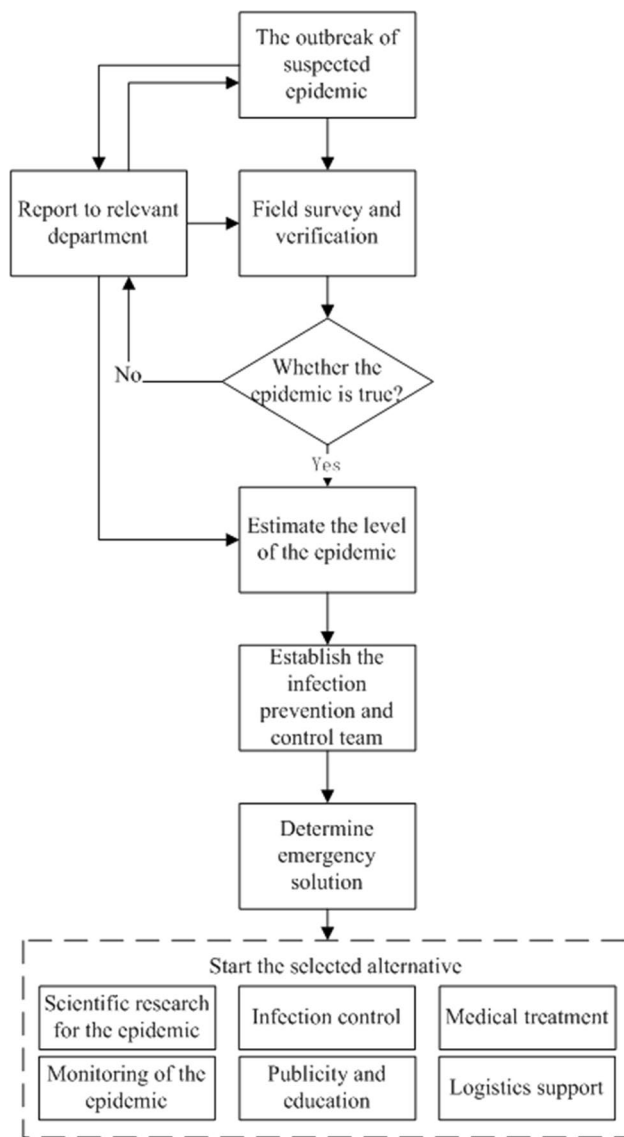 The outbreak of
suspected
epidemic
Report to relevant
department
Field survey and
verification
Whether the
epidemic is true?
No
Yes
Estimate the level
of the epidemic
Establish the
infection
prevention and
control team
Determine
emergency
solution
Start the selected alternative
Scientific research
for the epidemic
Infection control
Medical treatment
Monitoring of the
epidemic
Publicity and
education
Logistics support